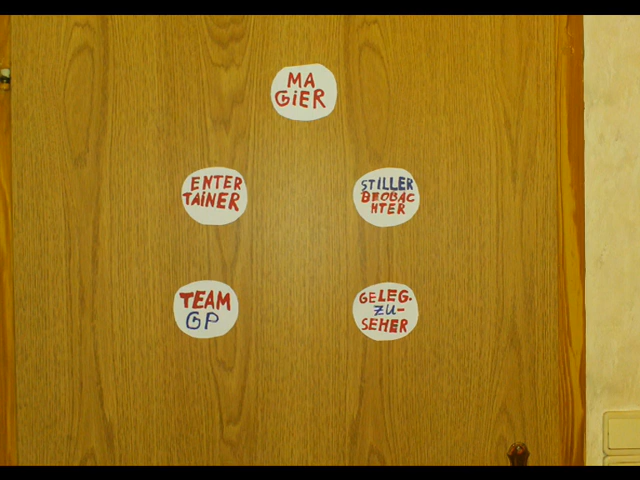 MA
GiER
ENTER
TAiNER
STILLER
BEOBAC
HTER
TEAM
GP
GELEG.
ZU-
SEHER